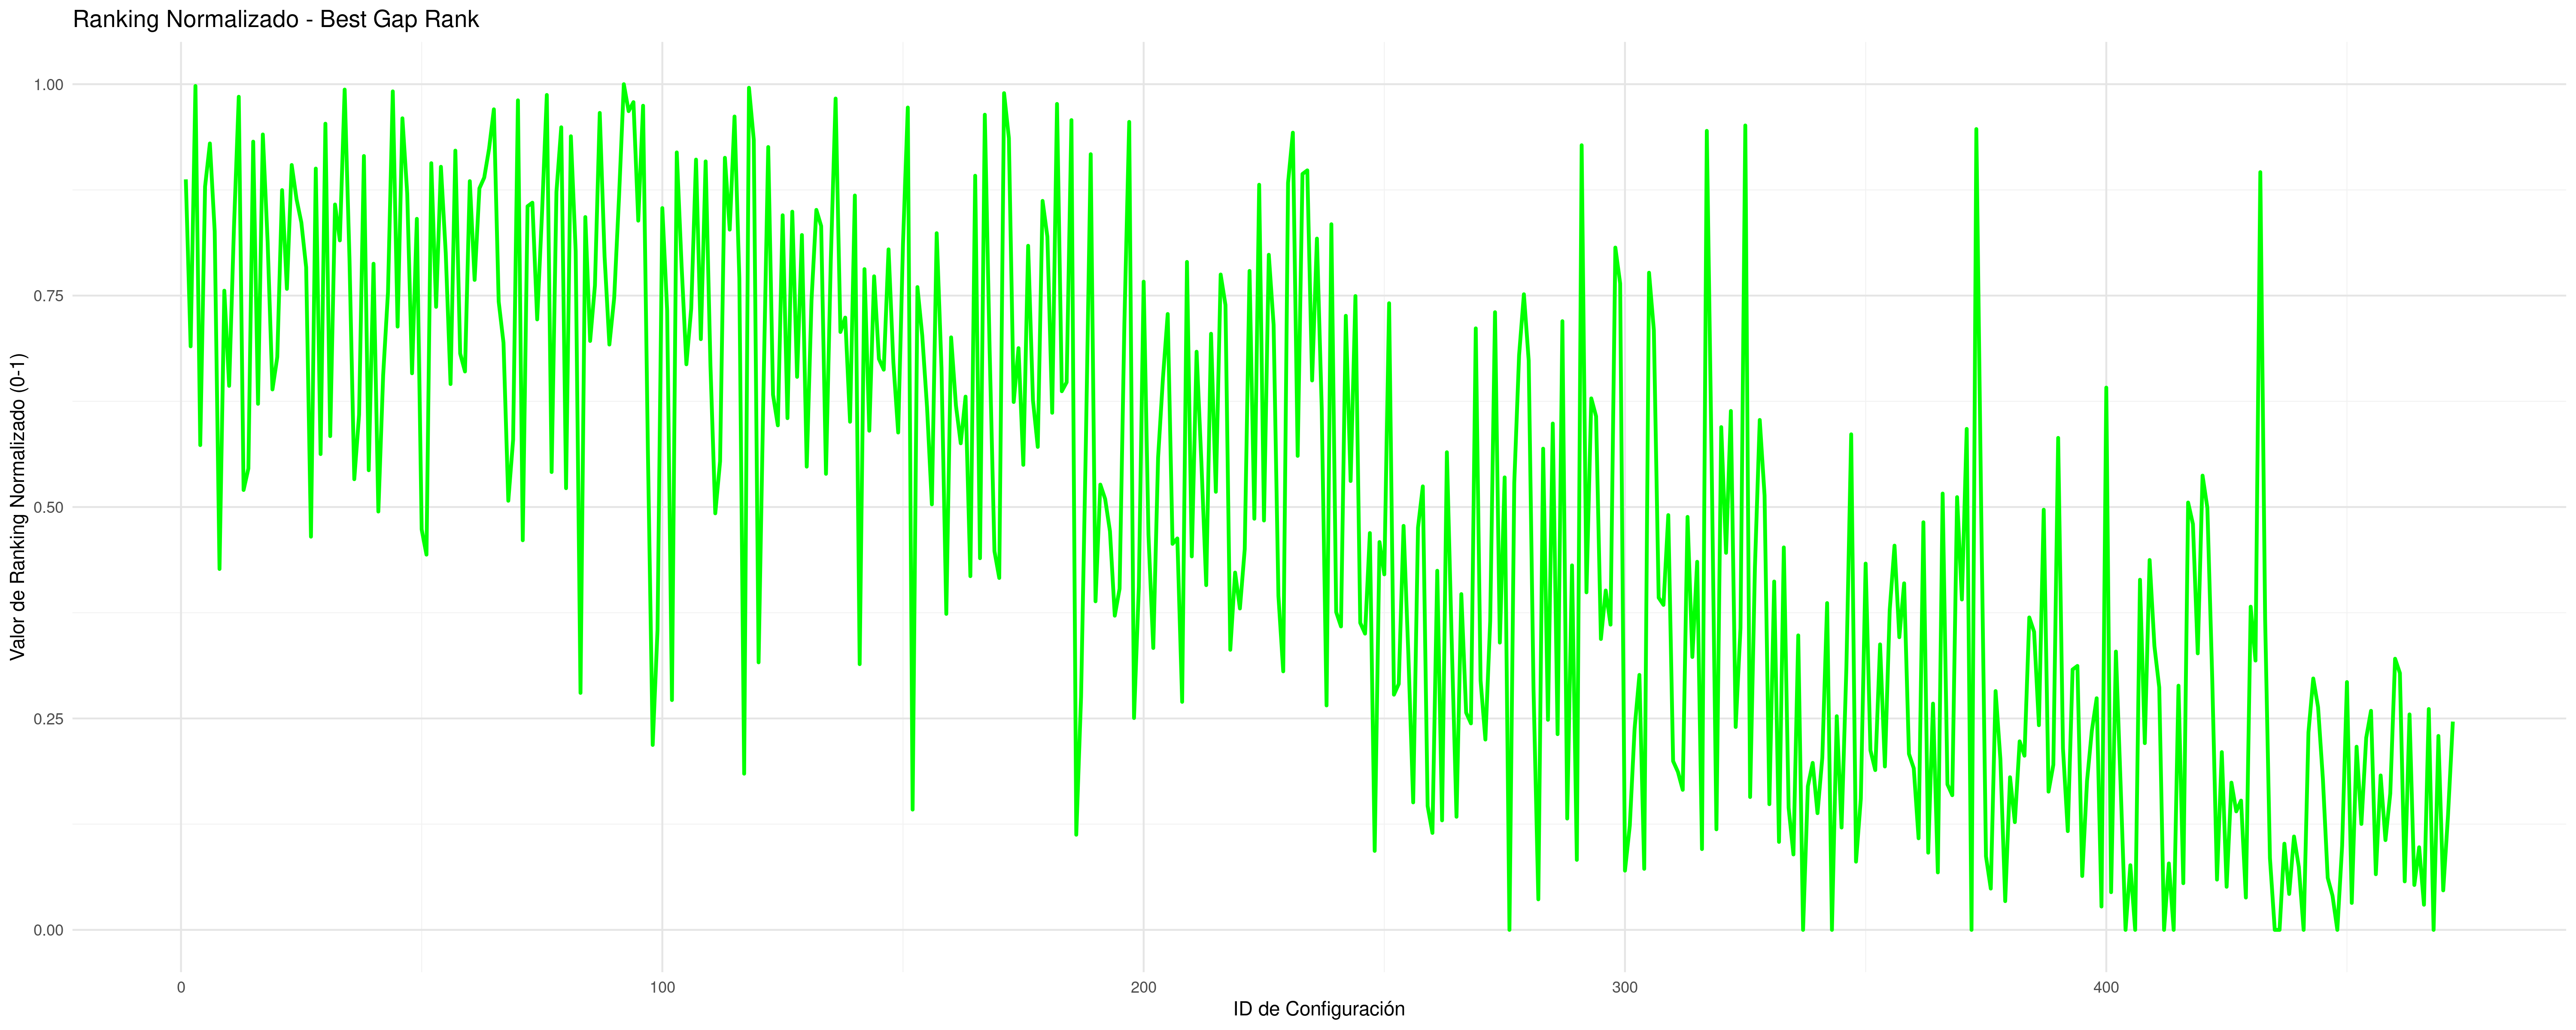 Ranking Normalizado - Best Gap Rank
Valor de Ranking Normalizado (0-1)
1.00
0.75
0.50
0.25
0.00
0 100 200 300 400
ID de Configuración